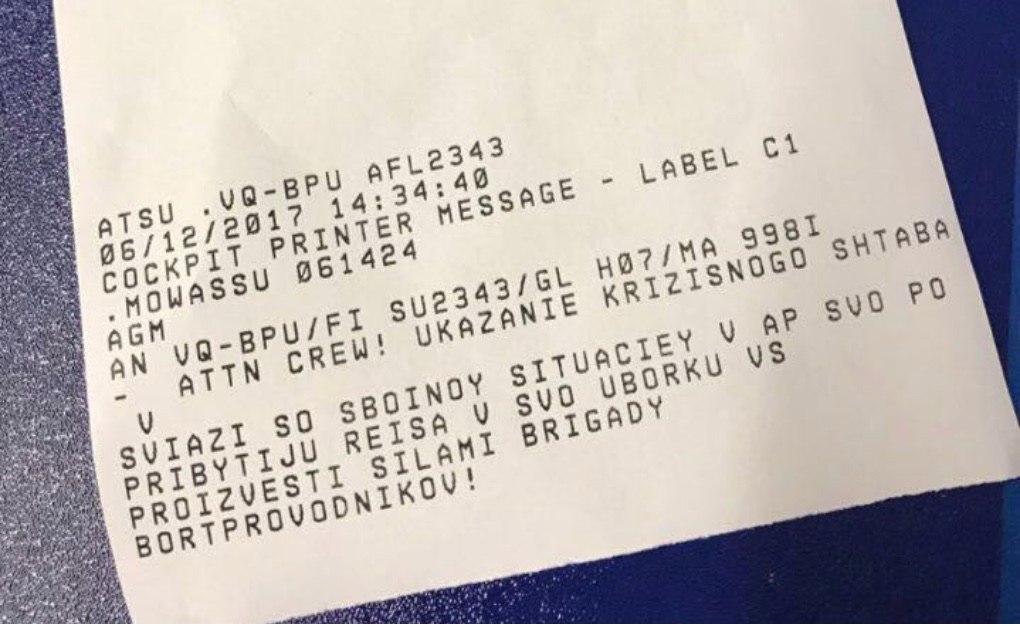 ATSU .VQ-BPU AFL2343
06/12/2017 14:34:40
COCKPIT PRINTER MESSAGE - LABEL C1
.MOWASSU 061424
AGM
AN VQ-BPU/FI SU2343/GL H07/MA 998I
- ATTN CREW! UKAZANIE KRIZISNOGO SHTABA
V
SVIAZI SO SBOINOY SITUACIEY V AP SVO PO
PRIBYTIJU REISA V SVO UBORKU VS
PROIZVESTI SILAMI BRIGADY
BORTPROVODNIKOV!